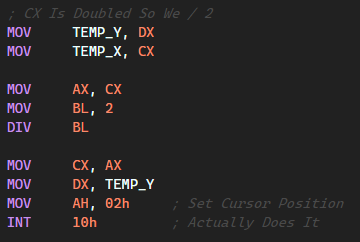 ; CX Is Doubled So We / 2
MOV TEMP_Y, DX
MOV TEMP_X, CX
MOV AX, CX
MOV BL, 2
DIV BL
MOV CX, AX
MOV DX, TEMP_Y
MOV AH, 02h ; Set Cursor Position
INT 10h ; Actually Does It